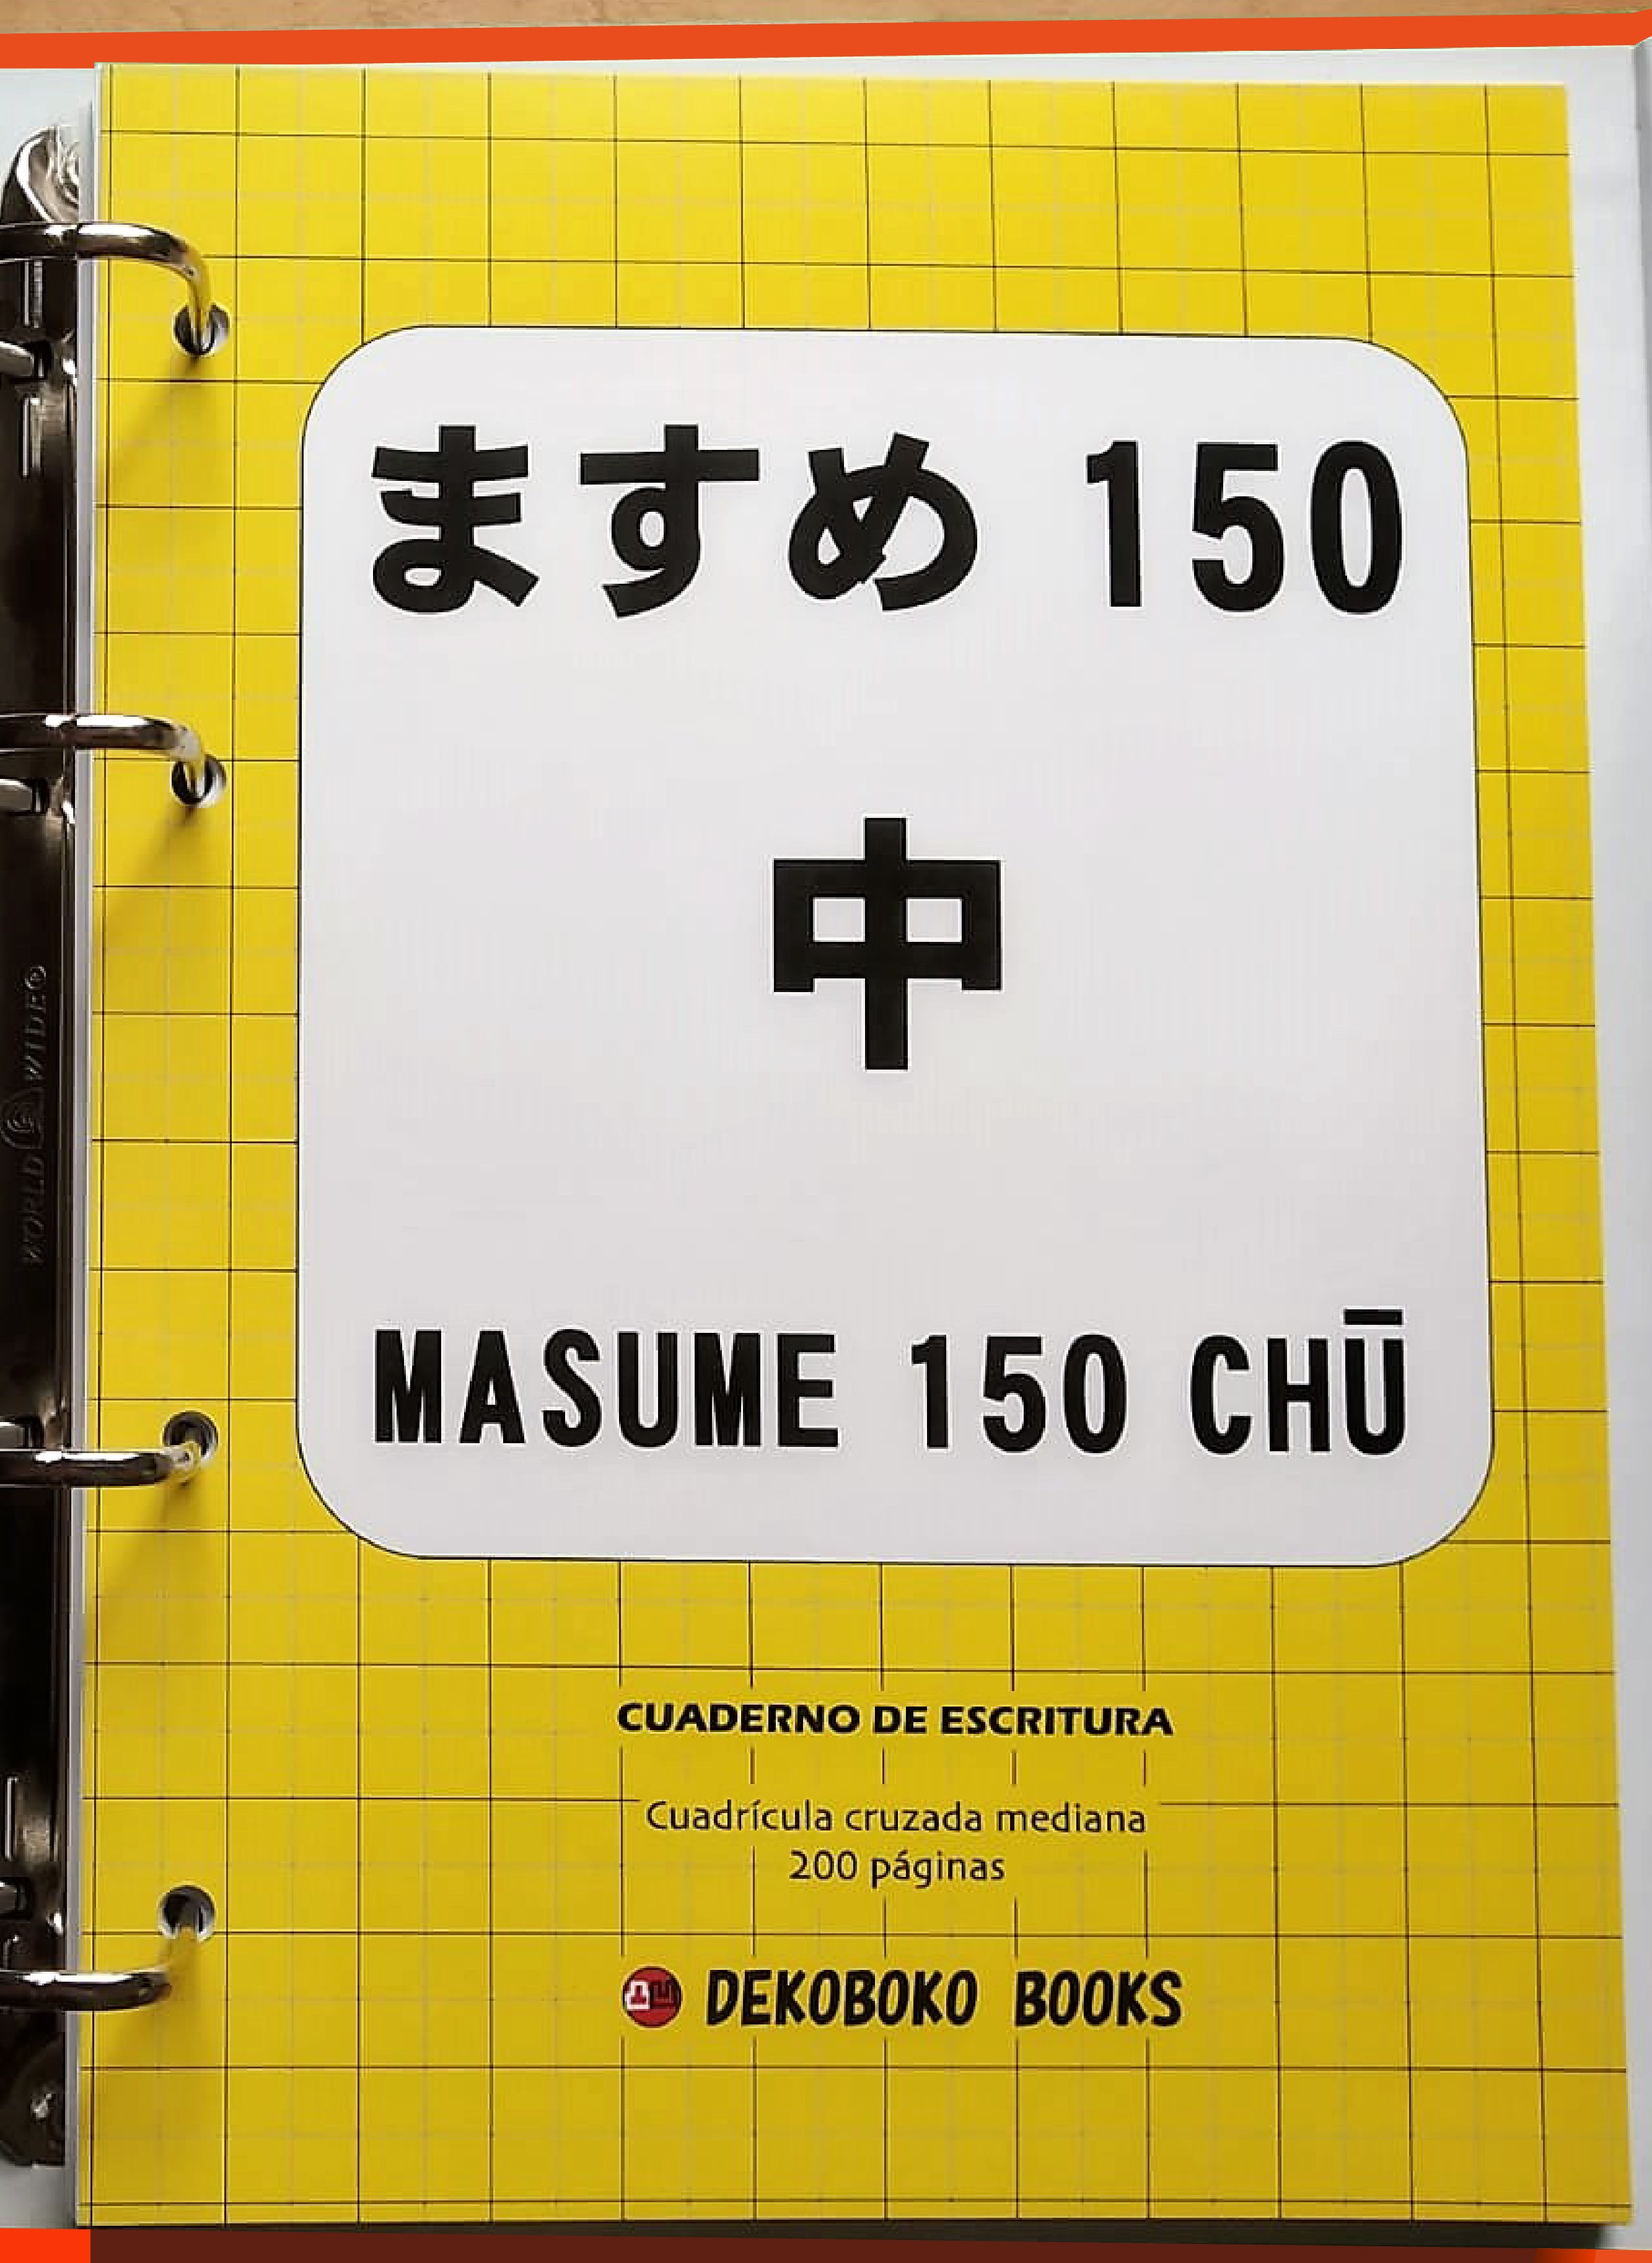 ますめ 150
中
MASUME 150 CHŪ
CUADERNO DE ESCRITURA
Cuadrícula cruzada mediana
200 páginas
DEKOBOKO BOOKS
WORLD WIDE®